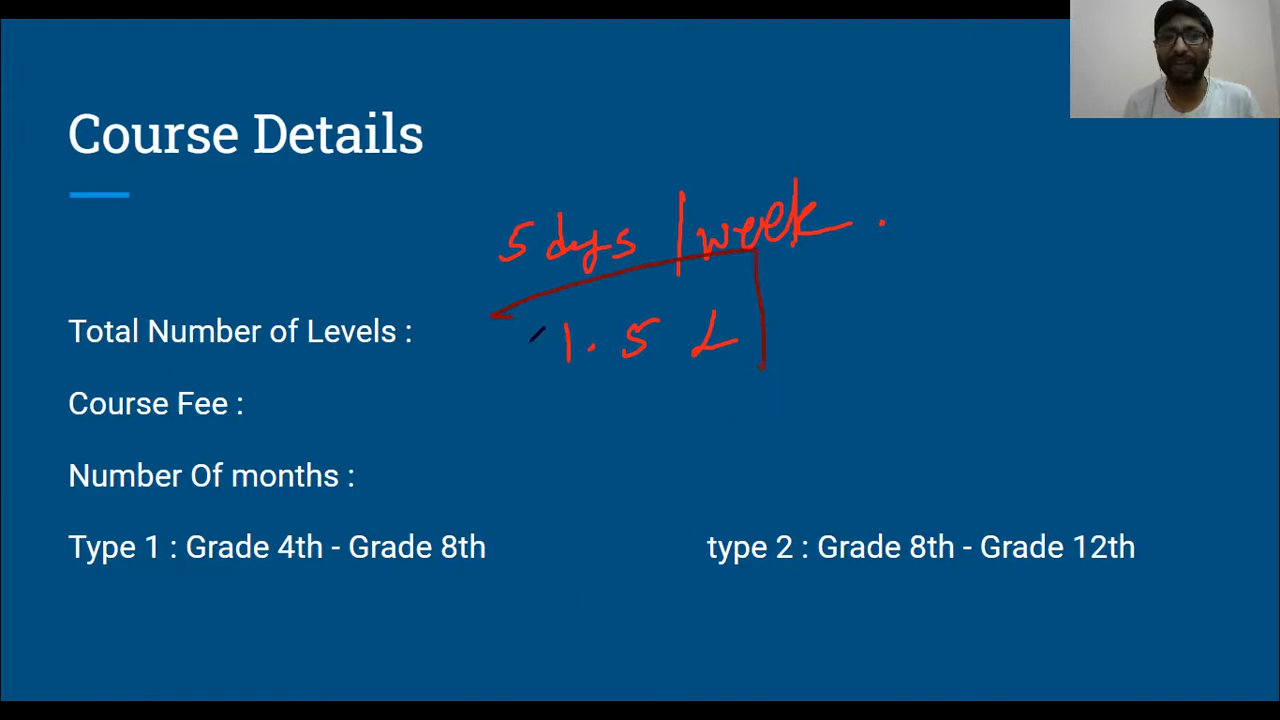 Course Details
5 days | week .
1.5 L
Total Number of Levels :
Course Fee :
Number Of months :
Type 1 : Grade 4th - Grade 8th
type 2 : Grade 8th - Grade 12th